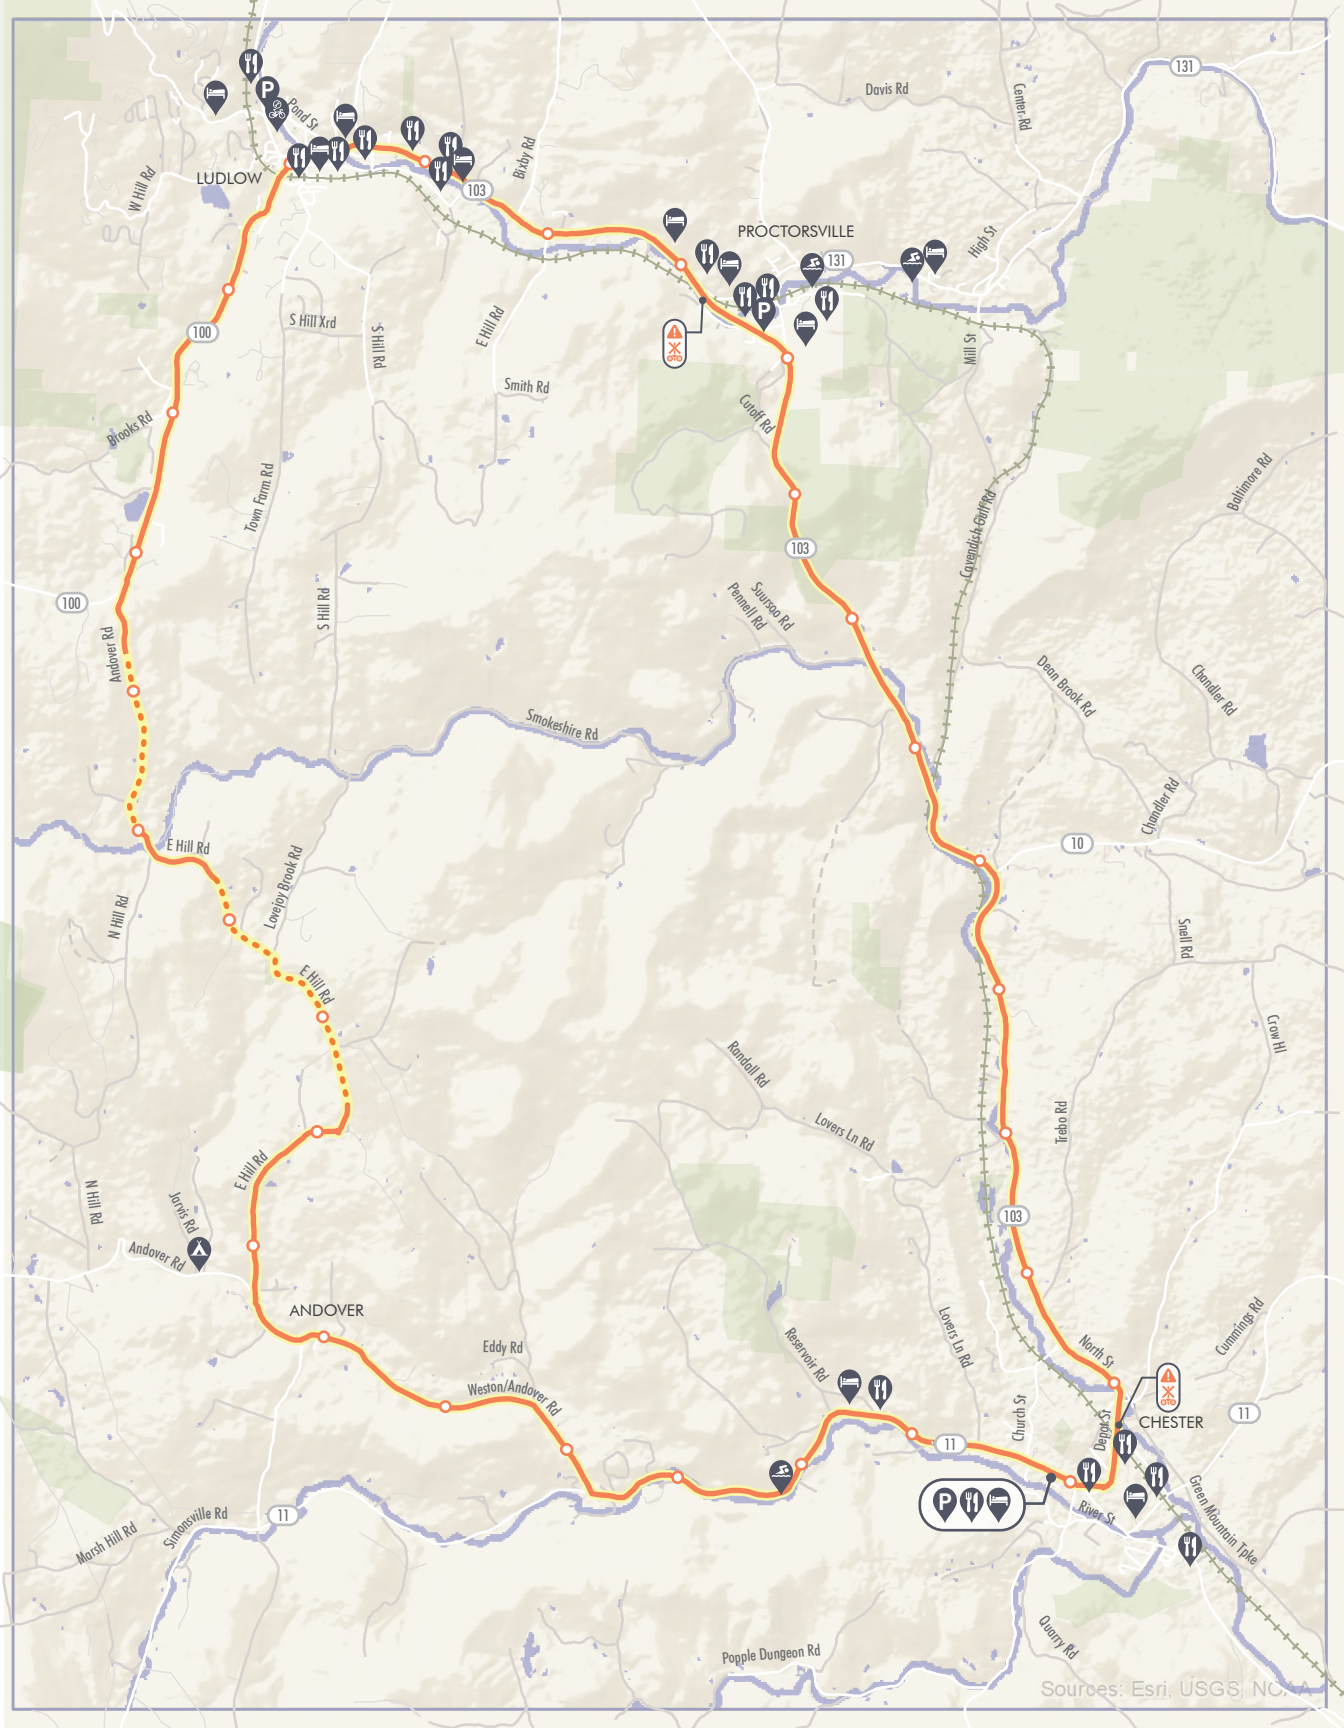 131
Davis Rd
Center Rd
P
Pond St
Bixby Rd
W Hill Rd
LUDLOW
103
PROCTORSVILLE
High St
131
P
S Hill Xrd
S Hill Rd
E Hill Rd
100
Mill St
Smith Rd
Cutoff Rd
Brooks Rd
Baltimore Rd
Town Farm Rd
Cavendish Gulf Rd
103
100
S Hill Rd
Suursoo Rd
Pennell Rd
Andover Rd
Dean Brook Rd
Chandler Rd
Smokeshire Rd
Chandler Rd
10
E Hill Rd
Lovejoy Brook Rd
N Hill Rd
Snell Rd
E Hill Rd
Crow Hl
Randall Rd
Lovers Ln Rd
Trebo Rd
E Hill Rd
N Hill Rd
Jarvis Rd
103
Andover Rd
ANDOVER
Cummings Rd
Lovers Ln Rd
North St
Eddy Rd
Reservoir Rd
Weston/Andover Rd
Church St
Depot St
CHESTER
11
11
P
River St
Green Mountain Tpke
Simonsville Rd
11
Marsh Hill Rd
Quarry Rd
Popple Dungeon Rd
Sources: Esri, USGS, NOAA